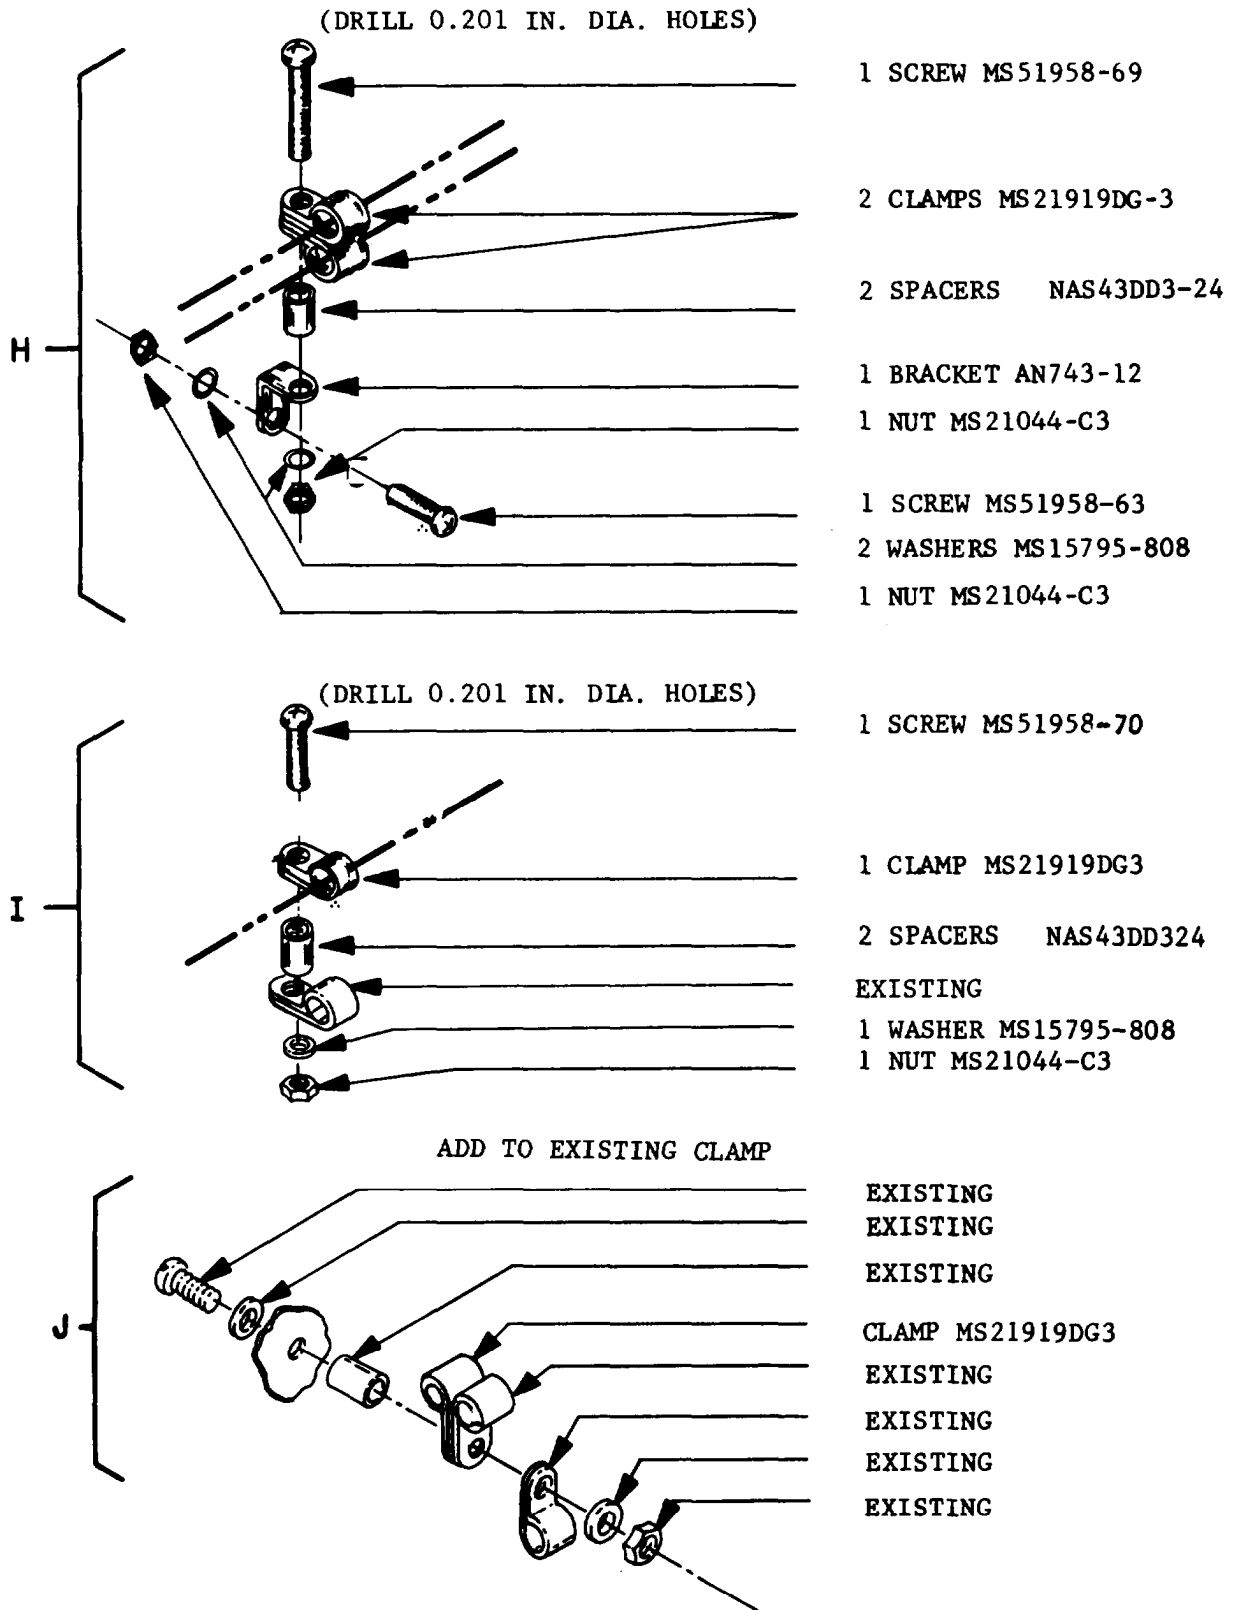 (DRILL 0.201 IN. DIA. HOLES)
1 SCREW MS51958-69
2 CLAMPS MS21919DG-3
2 SPACERS NAS43DD3-24
H
1 BRACKET AN743-12
1 NUT MS21044-C3
1 SCREW MS51958-63
2 WASHERS MS15795-808
1 NUT MS21044-C3
(DRILL 0.201 IN. DIA. HOLES)
1 SCREW MS51958-70
1 CLAMP MS21919DG3
I
2 SPACERS NAS43DD324
EXISTING
1 WASHER MS15795-808
1 NUT MS21044-C3
ADD TO EXISTING CLAMP
EXISTING
EXISTING
EXISTING
J
CLAMP MS21919DG3
EXISTING
EXISTING
EXISTING
EXISTING